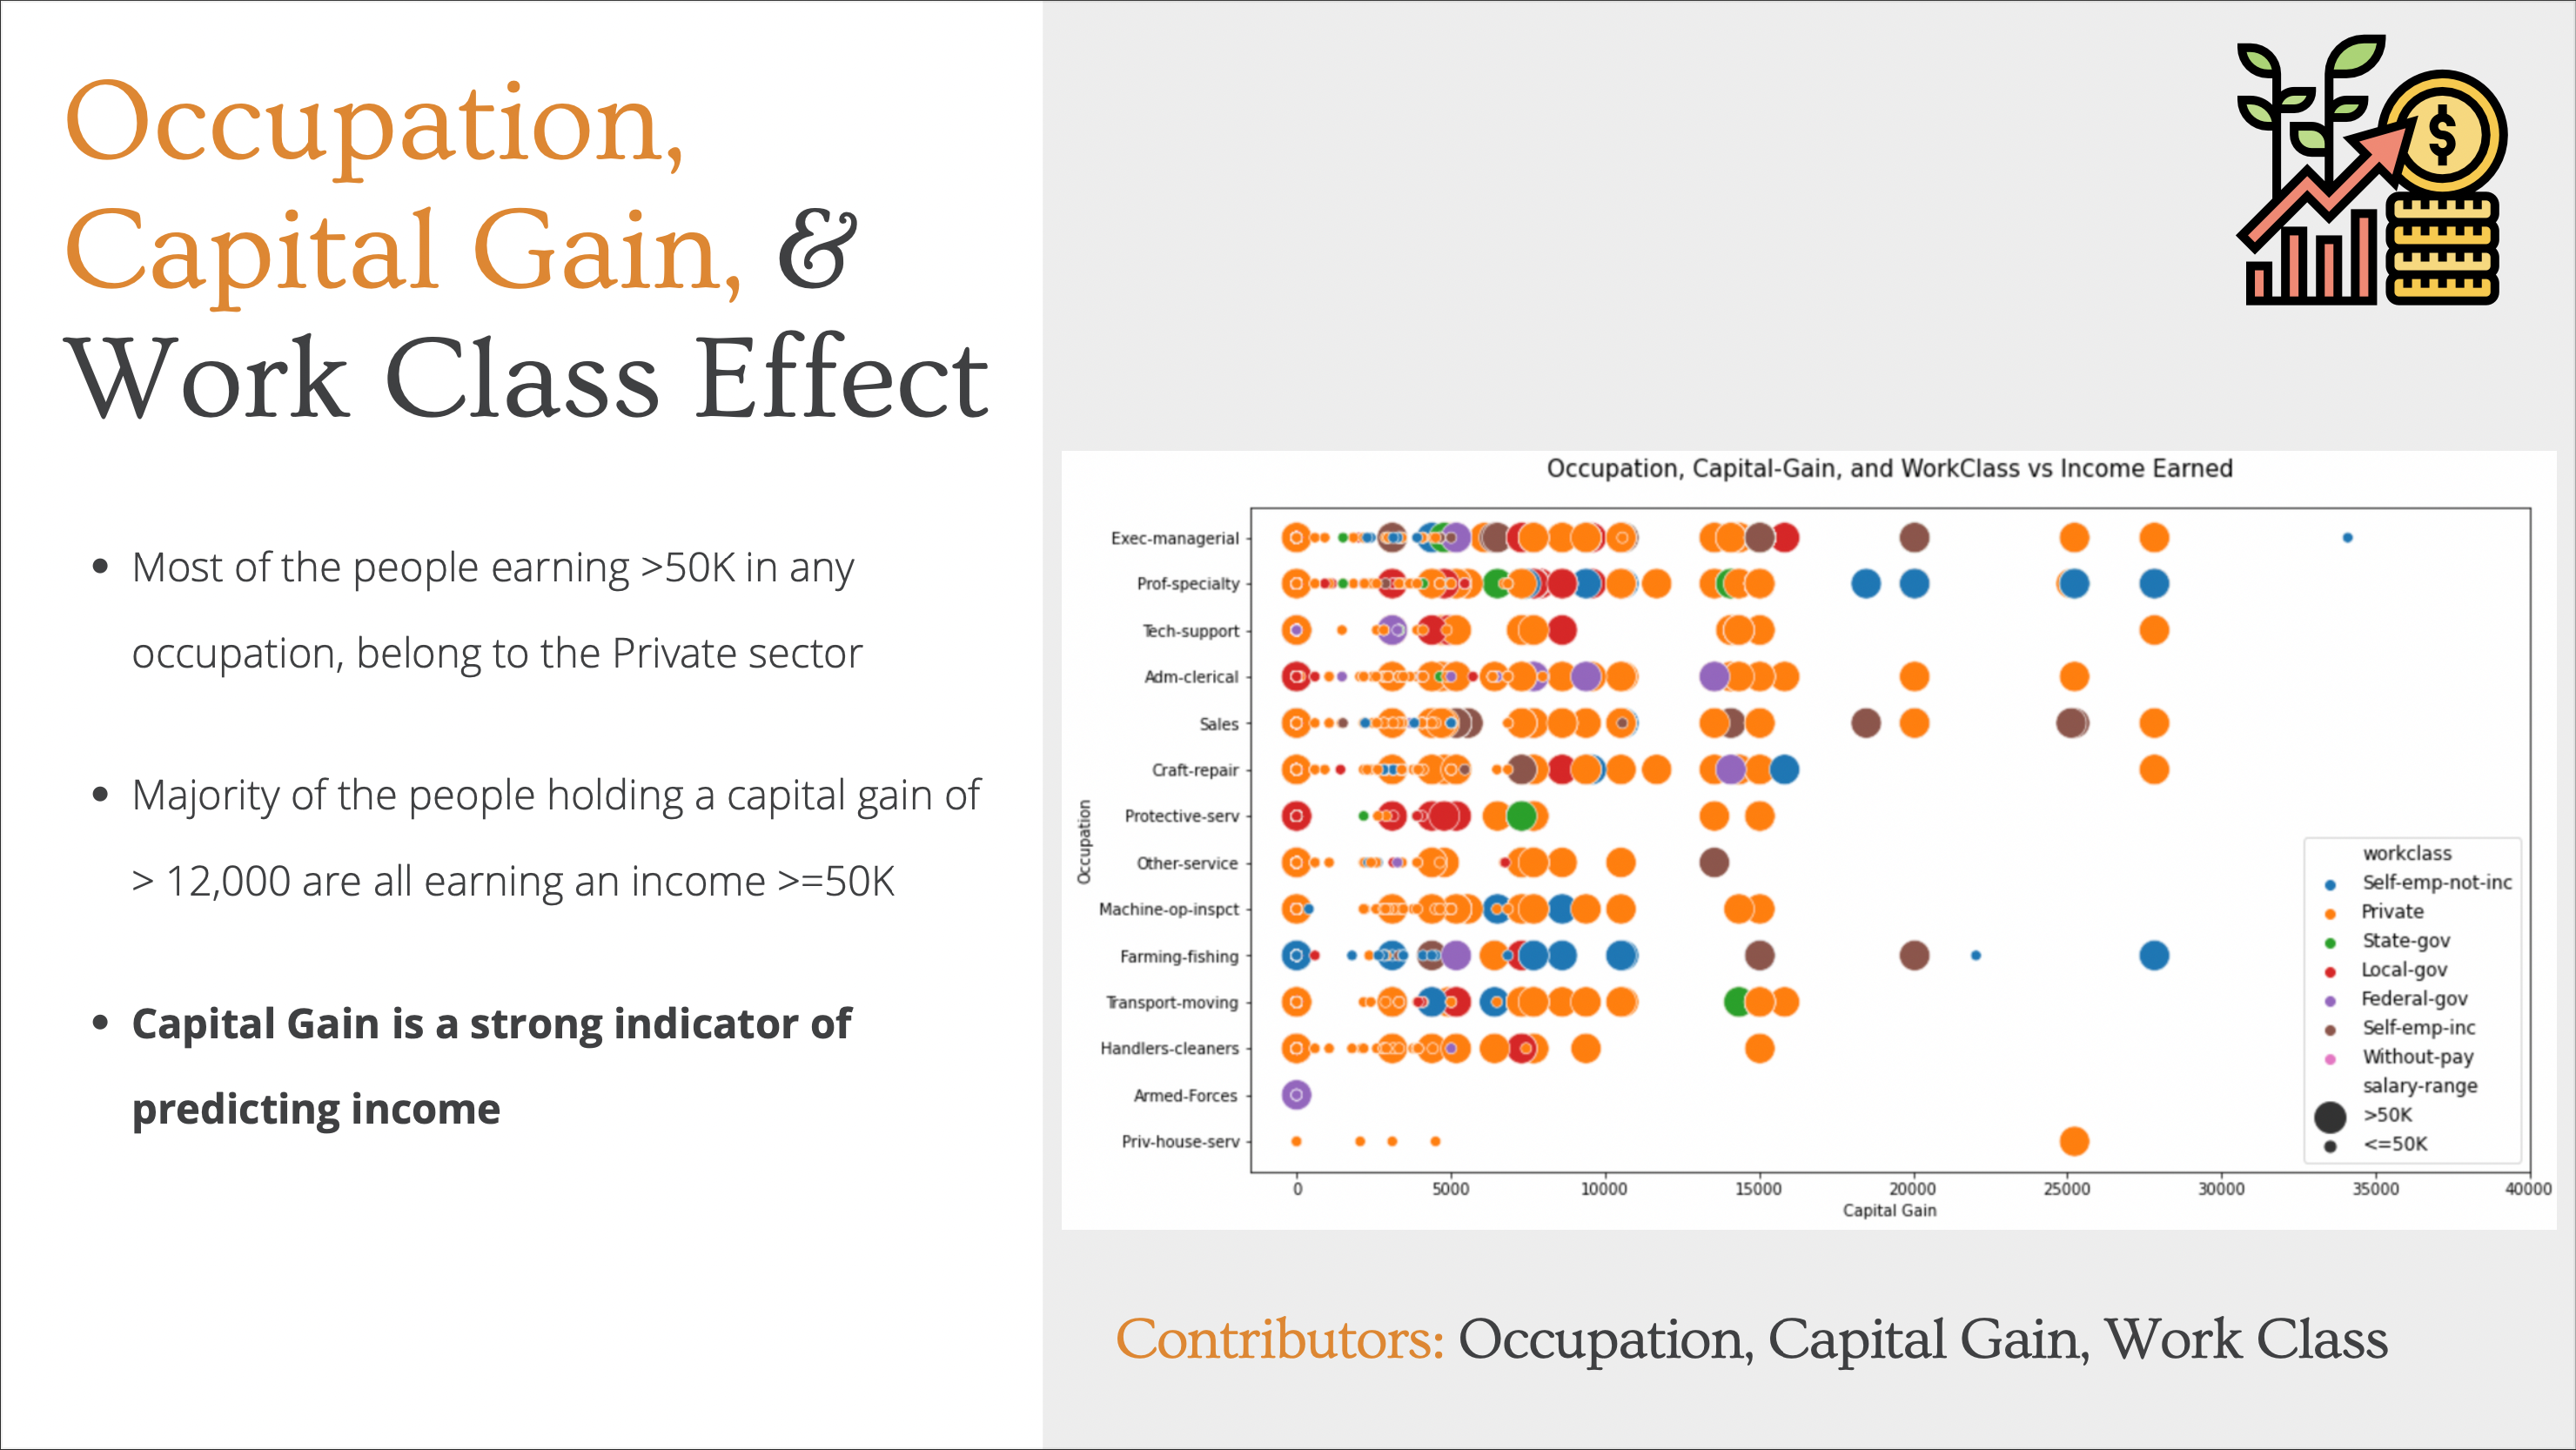 Occupation,
Capital Gain, &
Work Class Effect
• Most of the people earning >50K in any
occupation, belong to the Private sector
• Majority of the people holding a capital gain of
> 12,000 are all earning an income >=50K
• Capital Gain is a strong indicator of
predicting income
$
Occupation, Capital-Gain, and WorkClass vs Income Earned
Occupation
Exec-managerial
Prof-specialty
Tech-support
Adm-clerical
Sales
Craft-repair
Protective-serv
Other-service
Machine-op-inspct
Farming-fishing
Transport-moving
Handlers-cleaners
Armed-Forces
Priv-house-serv
workclass
Self-emp-not-inc
Private
State-gov
Local-gov
Federal-gov
Self-emp-inc
Without-pay
salary-range
>50K
<=50K
0 5000 10000 15000 20000 25000 30000 35000 40000
Capital Gain
Contributors: Occupation, Capital Gain, Work Class